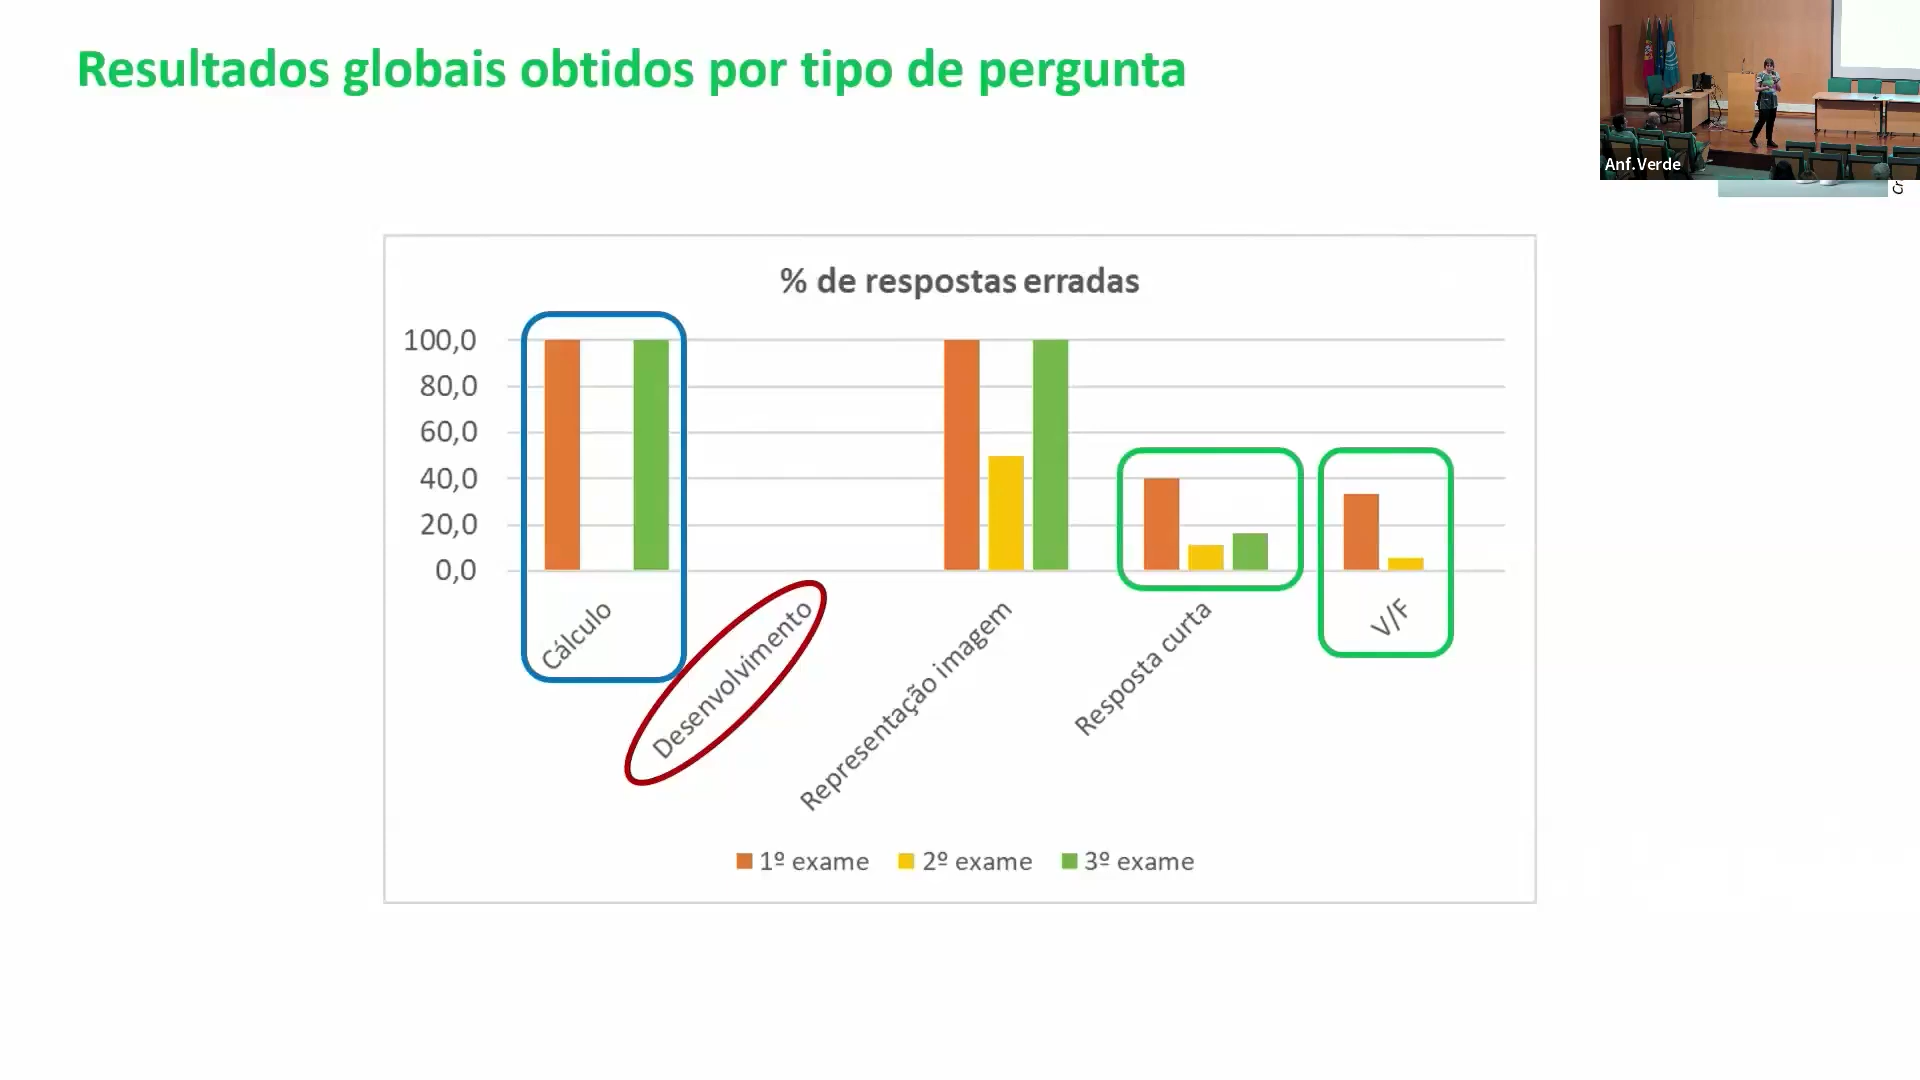 Resultados globais obtidos por tipo de pergunta
Anf.Verde
Cr
% de respostas erradas
100,0
80,0
60,0
40,0
20,0
0,0
Cálculo
Desenvolvimento
Representação imagem
Resposta curta
V/F
1º exame
2º exame
3º exame